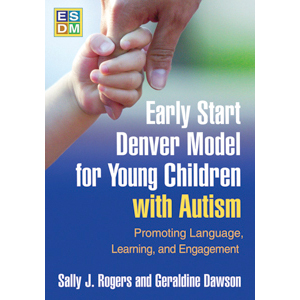 E S
D M
Early Start
Denver Model
for Young Children
with Autism
Promoting Language,
Learning, and Engagement
Sally J. Rogers and Geraldine Dawson